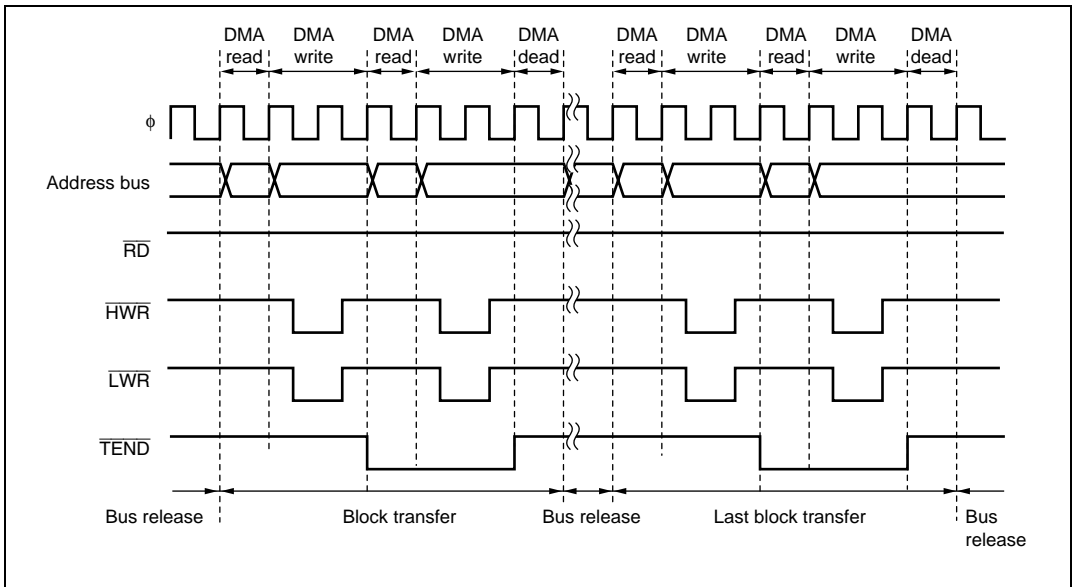 DMA DMA DMA DMA DMA DMA DMA DMA DMA DMA
read write read write dead read write read write dead
φ
Address bus
RD
HWR
LWR
TEND
Bus release Block transfer Bus release Last block transfer Bus
release